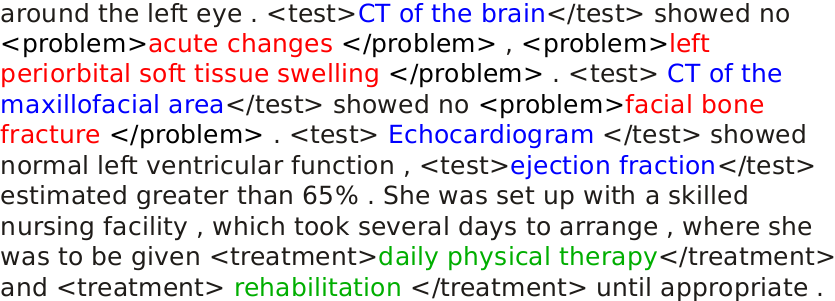 around the left eye . <test>CT of the brain</test> showed no
<problem>acute changes </problem> , <problem>left
periorbital soft tissue swelling </problem> . <test> CT of the
maxillofacial area</test> showed no <problem>facial bone
fracture </problem> . <test> Echocardiogram </test> showed
normal left ventricular function , <test>ejection fraction</test>
estimated greater than 65% . She was set up with a skilled
nursing facility , which took several days to arrange , where she
was to be given <treatment>daily physical therapy</treatment>
and <treatment> rehabilitation </treatment> until appropriate .